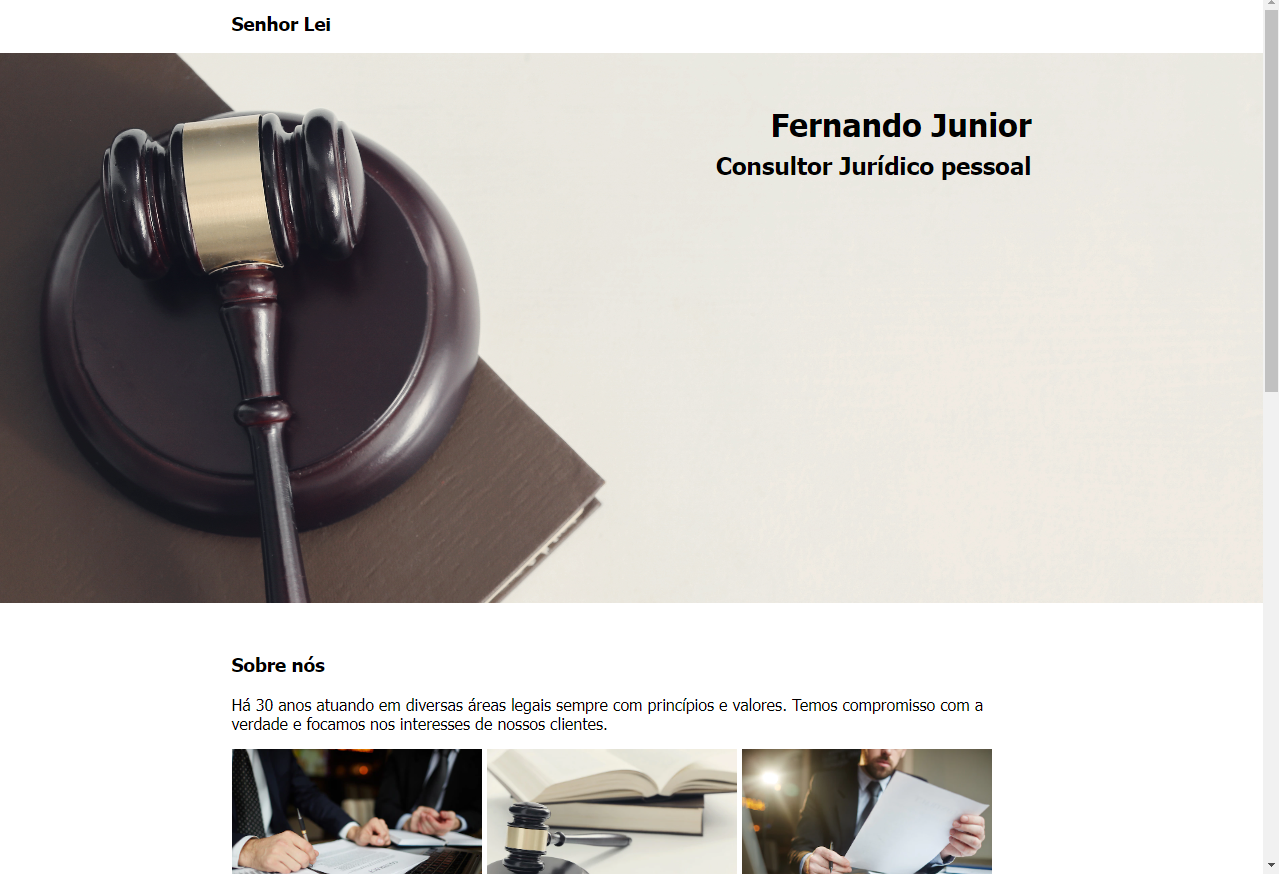 Senhor Lei
Fernando Junior
Consultor Jurídico pessoal
Sobre nós
Há 30 anos atuando em diversas áreas legais sempre com princípios e valores. Temos compromisso com a
verdade e focamos nos interesses de nossos clientes.